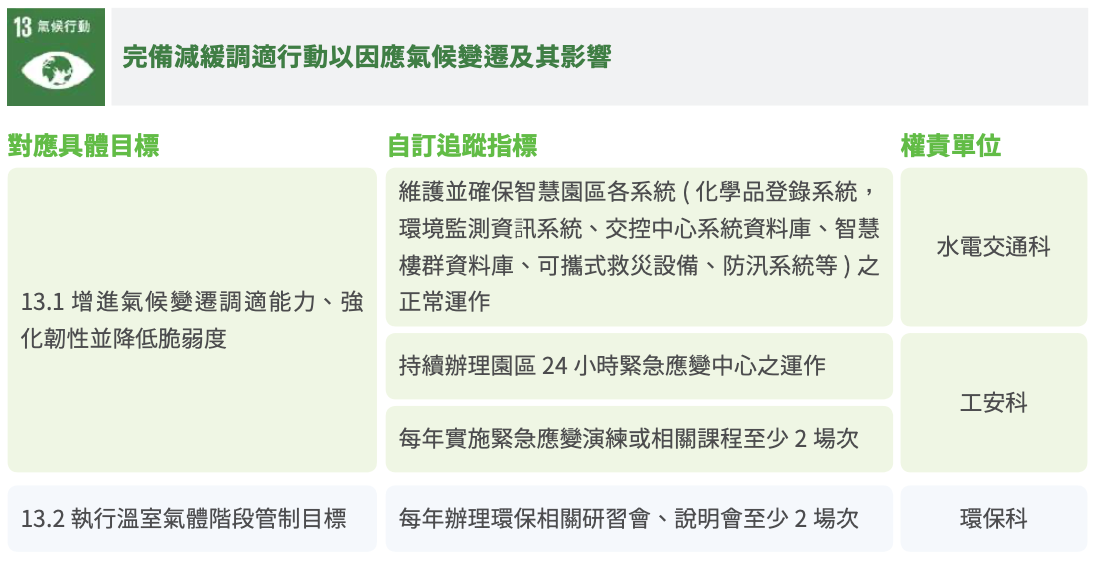 13 氣候行動
完備減緩調適行動以因應氣候變遷及其影響
對應具體目標
自訂追蹤指標
權責單位
13.1 增進氣候變遷調適能力、強
化韌性並降低脆弱度
維護並確保智慧園區各系統 ( 化學品登錄系統，
環境監測資訊系統、交控中心系統資料庫、智慧
樓群資料庫、可攜式救災設備、防汛系統等 ) 之
正常運作
水電交通科
持續辦理園區 24 小時緊急應變中心之運作
每年實施緊急應變演練或相關課程至少 2 場次
工安科
13.2 執行溫室氣體階段管制目標
每年辦理環保相關研習會、說明會至少 2 場次
環保科